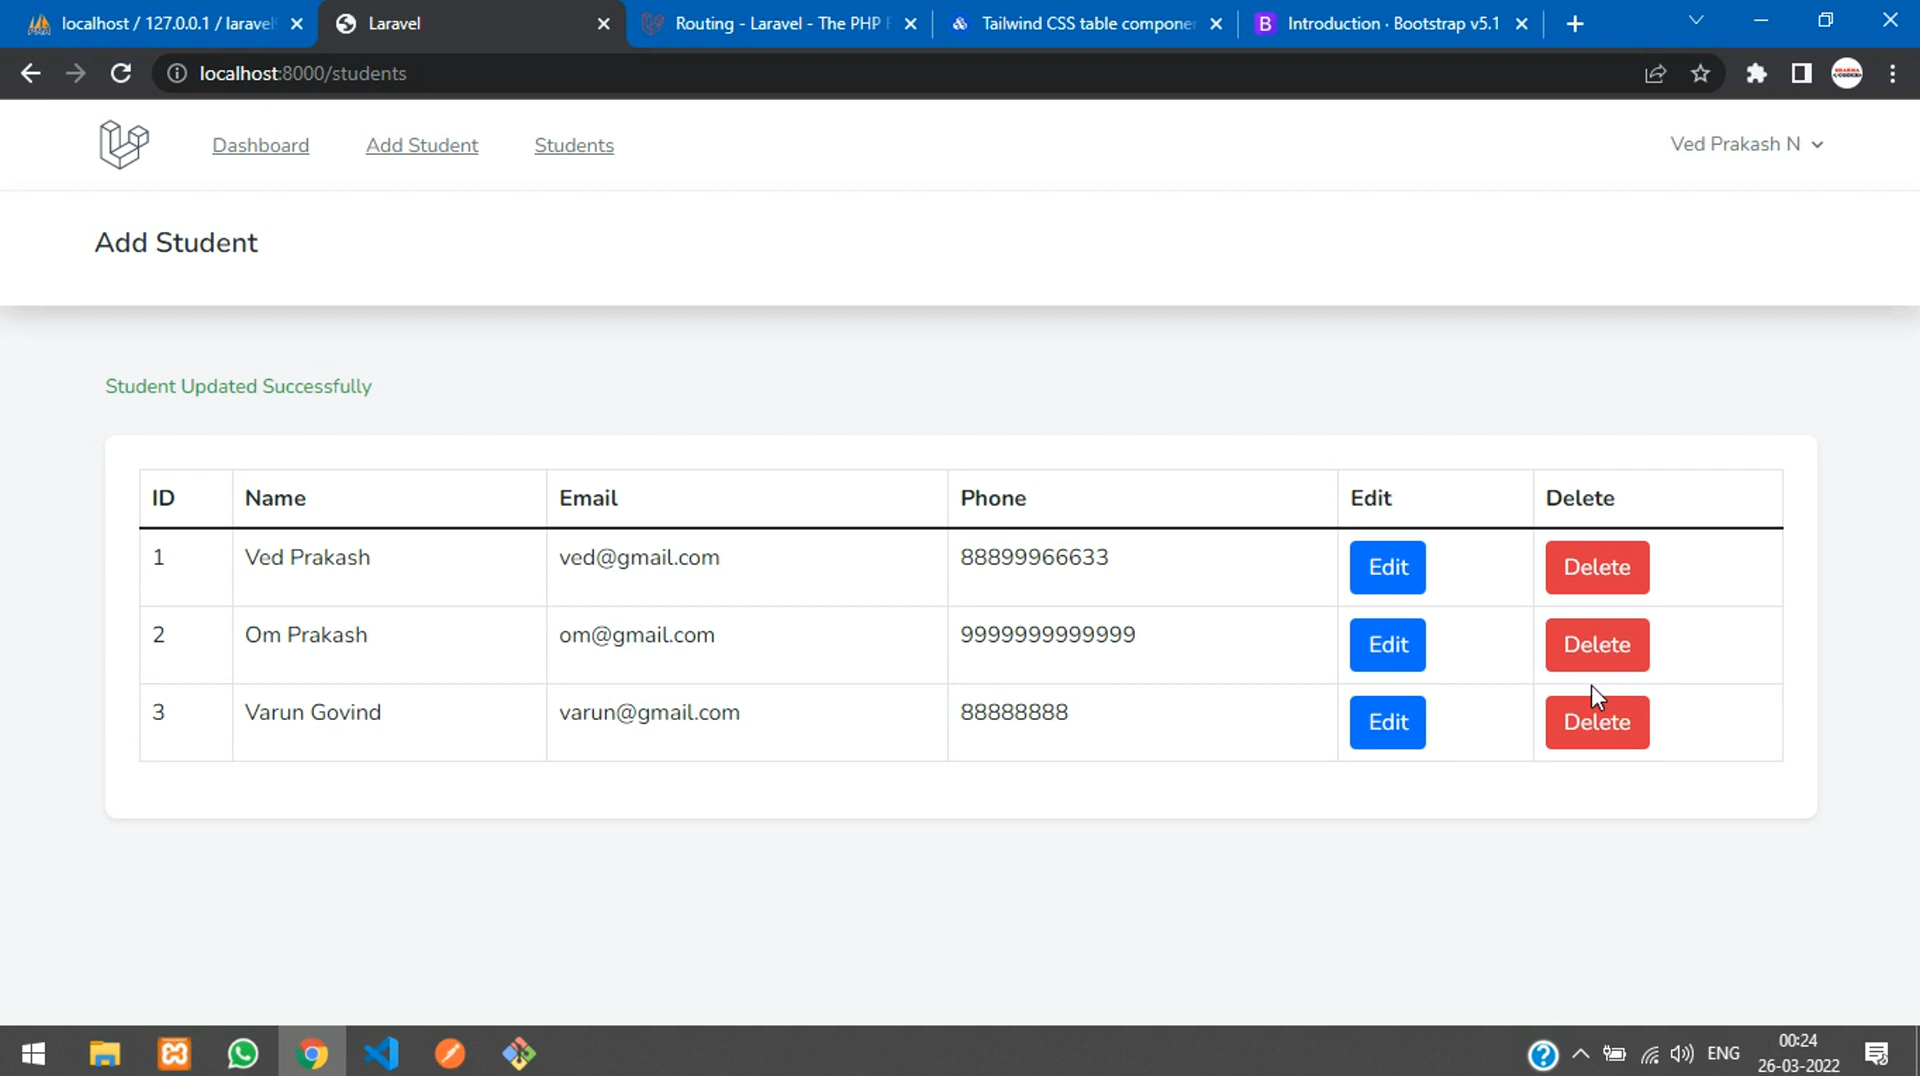 localhost / 127.0.0.1 / laravel
Laravel
Routing - Laravel - The PHP F
Tailwind CSS table componen
B
Introduction · Bootstrap v5.1
localhost:8000/students
Dashboard
Add Student
Students
Ved Prakash N
Add Student
Student Updated Successfully
ID Name Email Phone Edit Delete
1 Ved Prakash ved@gmail.com 88899966633 Edit Delete
2 Om Prakash om@gmail.com 9999999999999 Edit Delete
3 Varun Govind varun@gmail.com 88888888 Edit Delete
ENG
00:24
26-03-2022